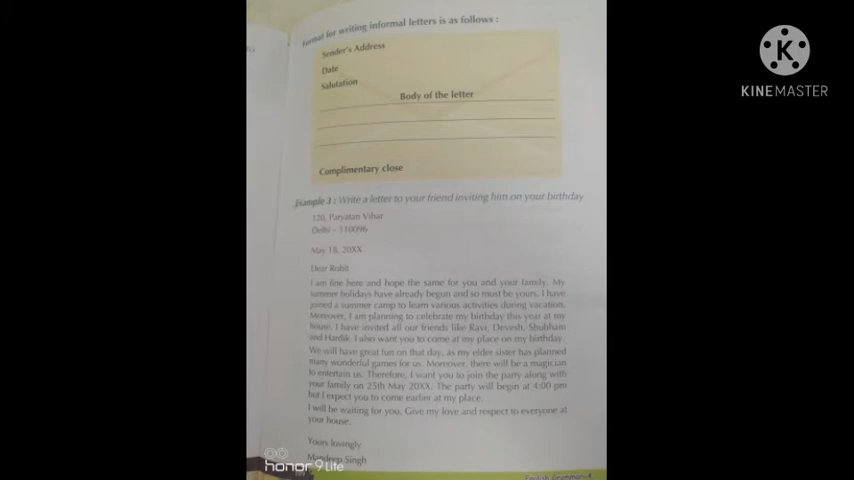 Format for writing informal letters is as follows :
Sender's Address
Date
Salutation
Body of the letter
Complimentary close
Example 3 : Write a letter to your friend inviting him on your birthday
120, Paryatan Vihar
Delhi – 110096
May 18, 20XX
Dear Rohit
I am fine here and hope the same for you and your family. My
summer holidays have already begun and so must be yours. I have
joined a summer camp to learn various activities during vacation.
Moreover, I am planning to celebrate my birthday this year at my
house. I have invited all our friends like Ravi, Devesh, Shubham
and Hardik. I also want you to come at my place on my birthday.
We will have great fun on that day, as my elder sister has planned
many wonderful games for us. Moreover, there will be a magician
to entertain us. Therefore, I want you to join the party along with
your family on 25th May 20XX. The party will begin at 4:00 pm
but I expect you to come earlier at my place.
I will be waiting for you. Give my love and respect to everyone at
your house.
Yours lovingly
Mandeep Singh
English Grammar-4
honor 9 lite
KINEMASTER